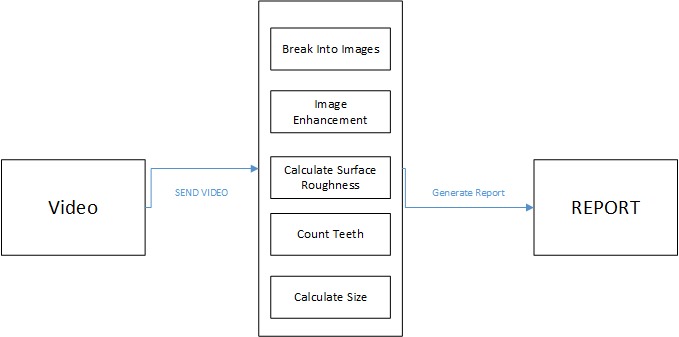 Break Into Images
Image
Enhancement
Video
SEND VIDEO
Calculate Surface
Roughness
Count Teeth
Calculate Size
Generate Report
REPORT